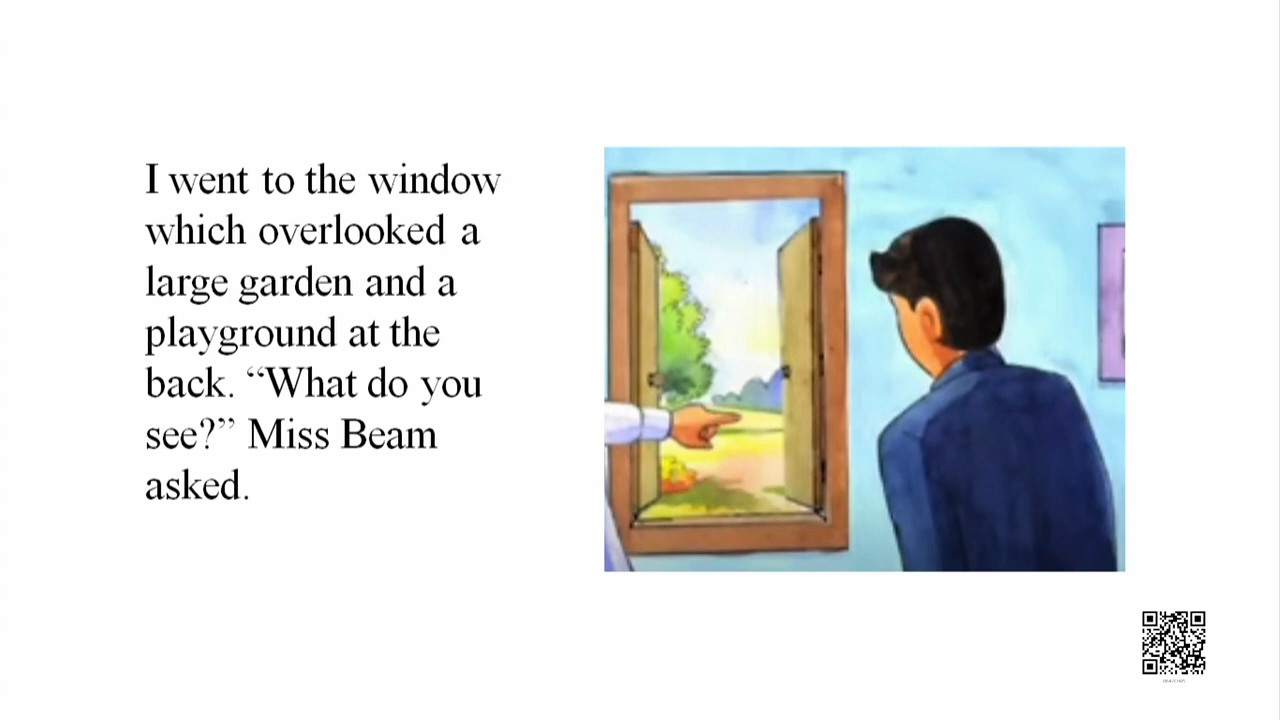 I went to the window
which overlooked a
large garden and a
playground at the
back. “What do you
see?” Miss Beam
asked.